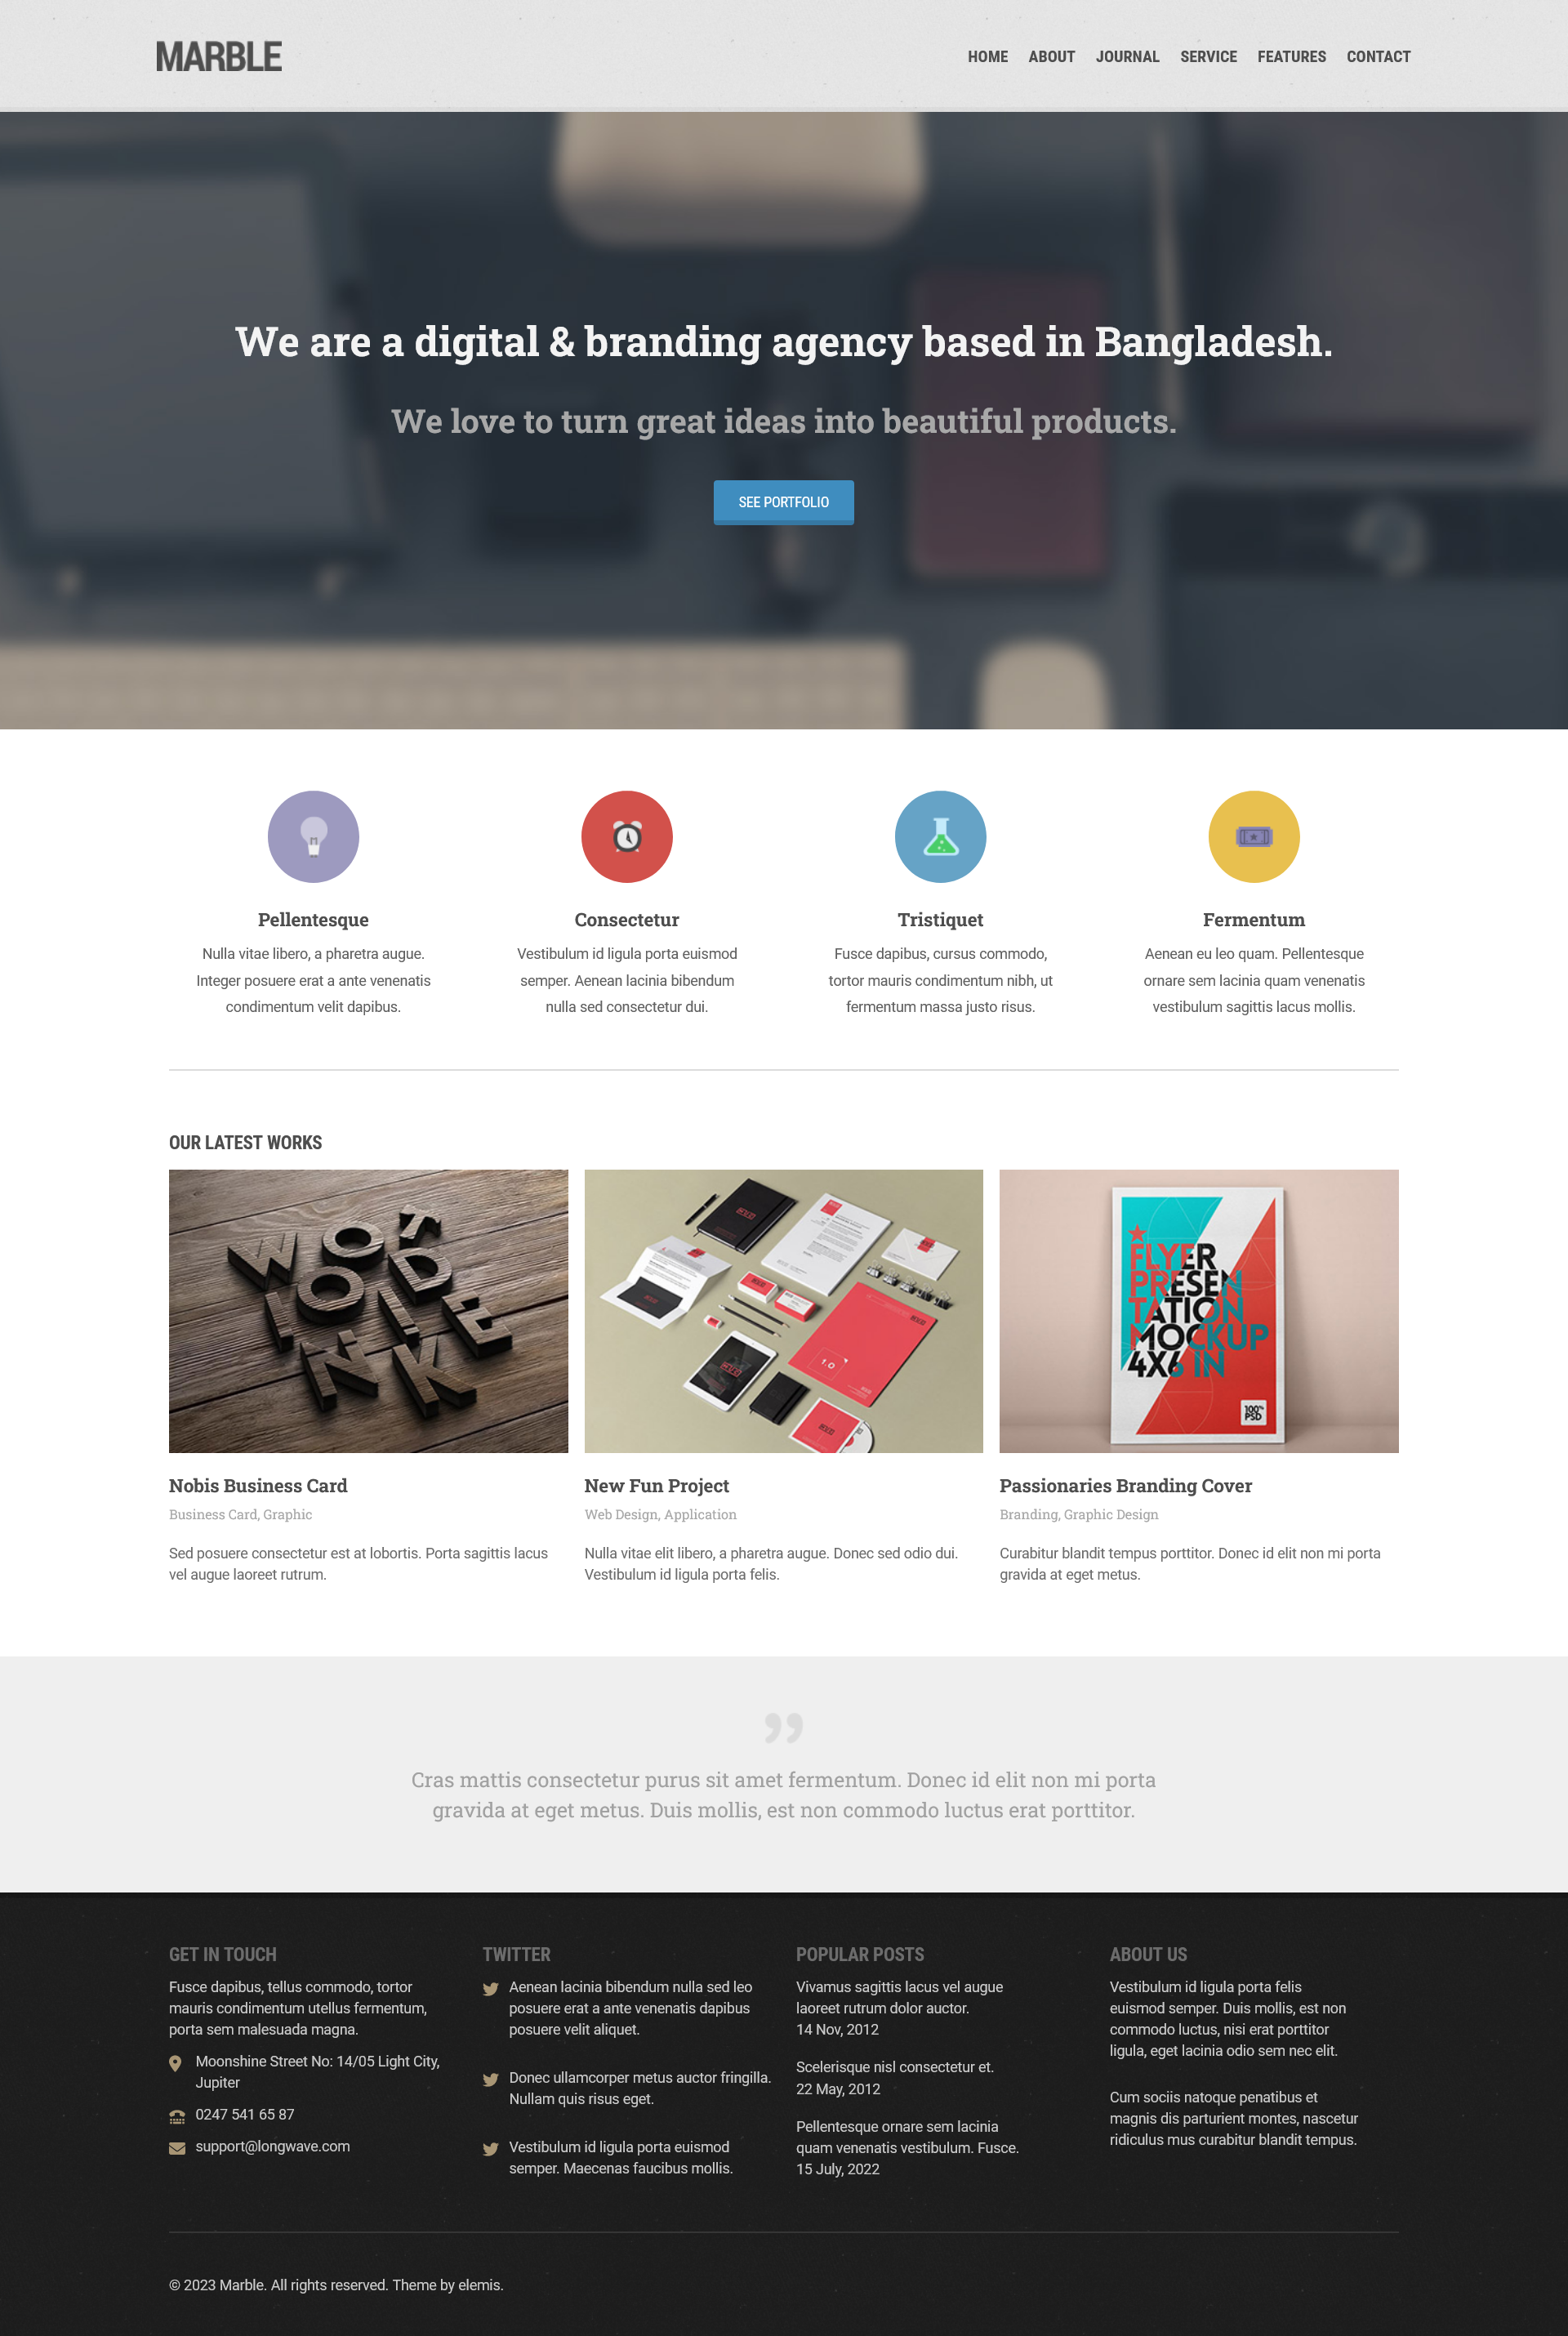 MARBLE
HOME ABOUT JOURNAL SERVICE FEATURES CONTACT
We are a digital & branding agency based in Bangladesh.
We love to turn great ideas into beautiful products.
SEE PORTFOLIO
Pellentesque
Nulla vitae libero, a pharetra augue.
Integer posuere erat a ante venenatis
condimentum velit dapibus.
Consectetur
Vestibulum id ligula porta euismod
semper. Aenean lacinia bibendum
nulla sed consectetur dui.
Tristiquet
Fusce dapibus, cursus commodo,
tortor mauris condimentum nibh, ut
fermentum massa justo risus.
Fermentum
Aenean eu leo quam. Pellentesque
ornare sem lacinia quam venenatis
vestibulum sagittis lacus mollis.
OUR LATEST WORKS
FLYER
PRESEN
TATION
MOCKUP
4X6 IN
100%
PSD
Nobis Business Card
Business Card, Graphic
Sed posuere consectetur est at lobortis. Porta sagittis lacus
vel augue laoreet rutrum.
1.0
New Fun Project
Web Design, Application
Nulla vitae elit libero, a pharetra augue. Donec sed odio dui.
Vestibulum id ligula porta felis.
Passionaries Branding Cover
Branding, Graphic Design
Curabitur blandit tempus porttitor. Donec id elit non mi porta
gravida at eget metus.
Cras mattis consectetur purus sit amet fermentum. Donec id elit non mi porta
gravida at eget metus. Duis mollis, est non commodo luctus erat porttitor.
GET IN TOUCH
Fusce dapibus, tellus commodo, tortor
mauris condimentum utellus fermentum,
porta sem malesuada magna.
Moonshine Street No: 14/05 Light City,
Jupiter
0247 541 65 87
support@longwave.com
TWITTER
Aenean lacinia bibendum nulla sed leo
posuere erat a ante venenatis dapibus
posuere velit aliquet.
Donec ullamcorper metus auctor fringilla.
Nullam quis risus eget.
Vestibulum id ligula porta euismod
semper. Maecenas faucibus mollis.
POPULAR POSTS
Vivamus sagittis lacus vel augue
laoreet rutrum dolor auctor.
14 Nov, 2012
Scelerisque nisl consectetur et.
22 May, 2012
Pellentesque ornare sem lacinia
quam venenatis vestibulum. Fusce.
15 July, 2022
ABOUT US
Vestibulum id ligula porta felis
euismod semper. Duis mollis, est non
commodo luctus, nisi erat porttitor
ligula, eget lacinia odio sem nec elit.
Cum sociis natoque penatibus et
magnis dis parturient montes, nascetur
ridiculus mus curabitur blandit tempus.
© 2023 Marble. All rights reserved. Theme by elemis.